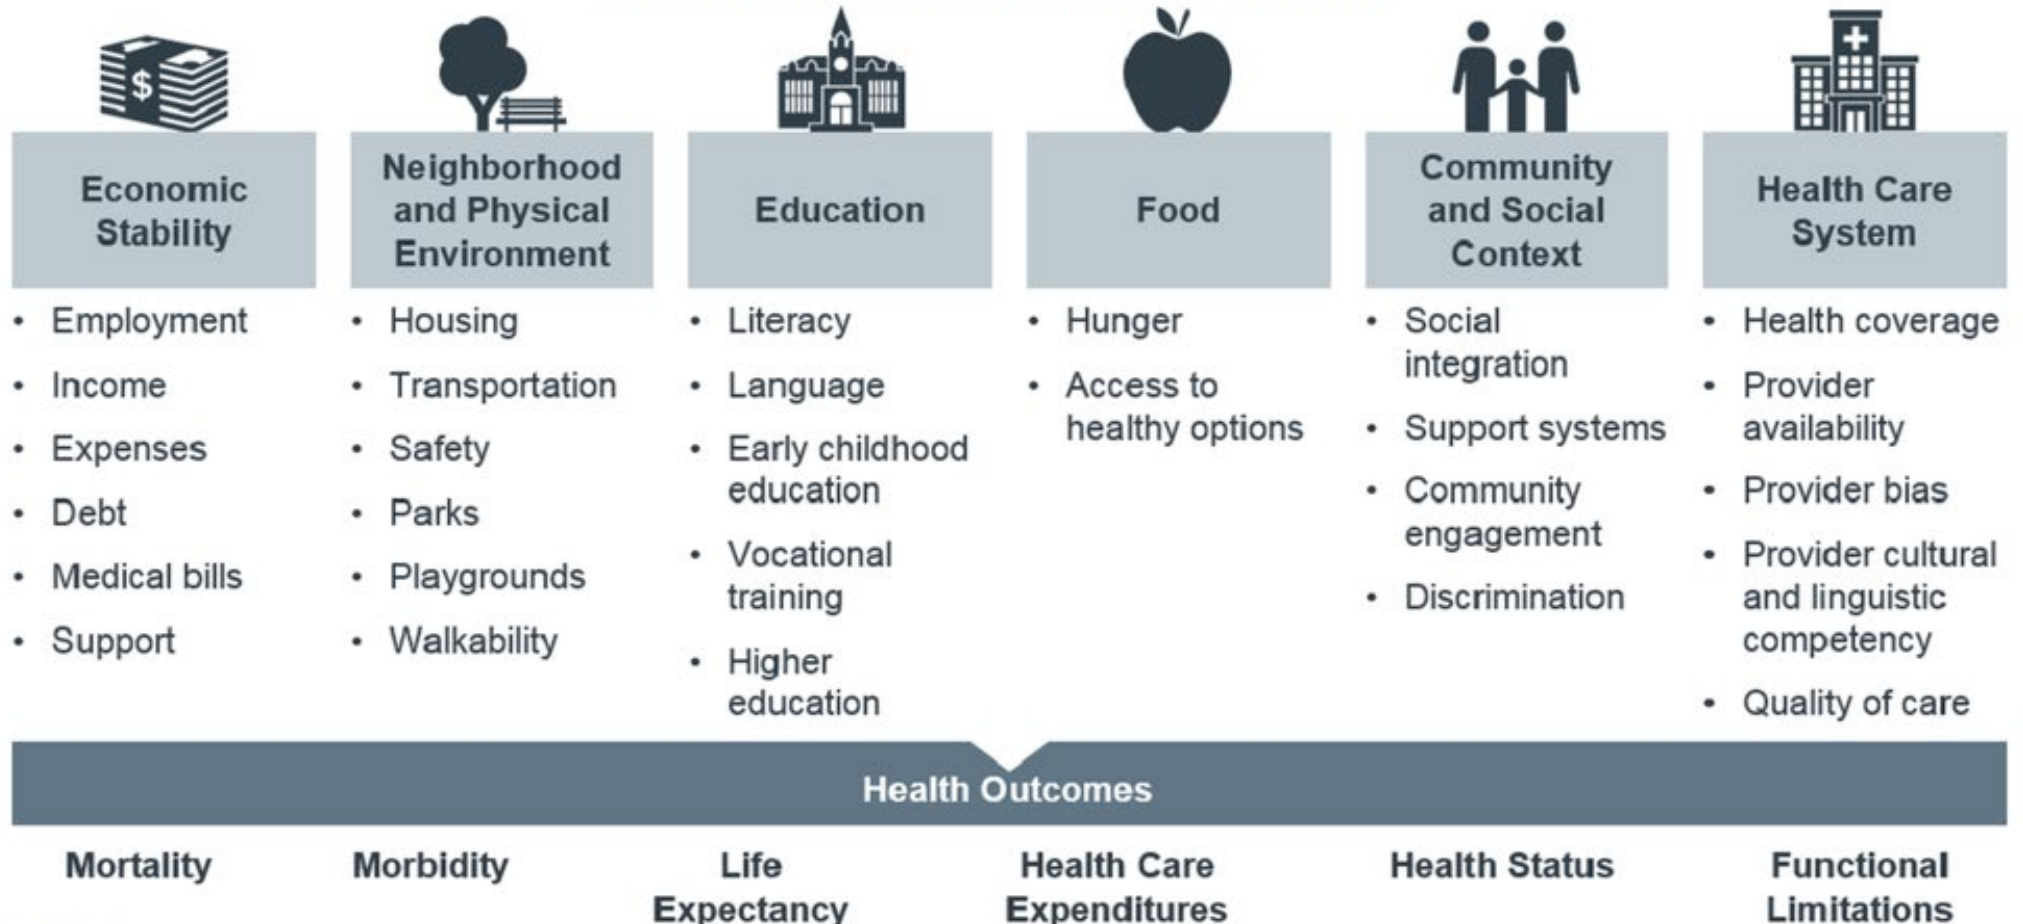 $
Economic
Stability
Neighborhood
and Physical
Environment
Education
Food
Community
and Social
Context
Health Care
System
• Employment
• Income
• Expenses
• Debt
• Medical bills
• Support
• Housing
• Transportation
• Safety
• Parks
• Playgrounds
• Walkability
• Literacy
• Language
• Early childhood
education
• Vocational
training
• Higher
education
• Hunger
• Access to
healthy options
• Social
integration
• Support systems
• Community
engagement
• Discrimination
• Health coverage
• Provider
availability
• Provider bias
• Provider cultural
and linguistic
competency
• Quality of care
Health Outcomes
Mortality
Morbidity
Life
Expectancy
Health Care
Expenditures
Health Status
Functional
Limitations